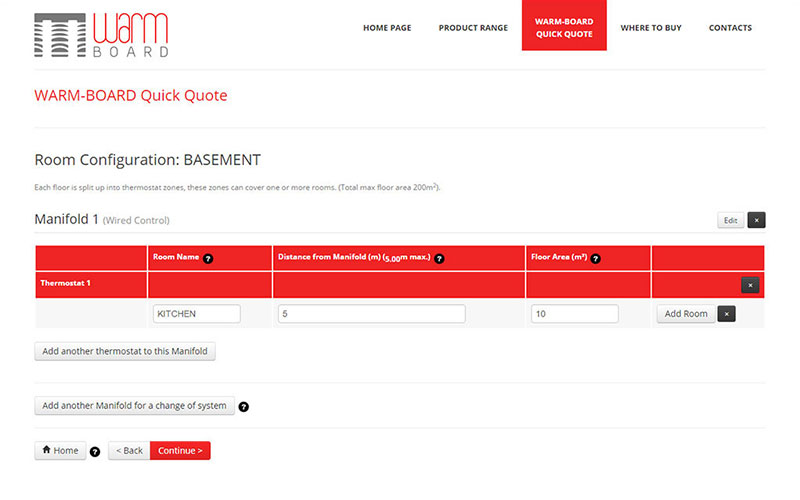 warm
BOARD
HOME PAGE
PRODUCT RANGE
WARM-BOARD
QUICK QUOTE
WHERE TO BUY
CONTACTS
WARM-BOARD Quick Quote
Room Configuration: BASEMENT
Each floor is split up into thermostat zones, these zones can cover one or more rooms. (Total max floor area 200m²).
Manifold 1 (Wired Control) Edit ×
Room Name ? Distance from Manifold (m) (5.00m max.) ? Floor Area (m²) ?
Thermostat 1 ×
KITCHEN 5 10 Add Room ×
Add another thermostat to this Manifold
Add another Manifold for a change of system ?
Home ? < Back Continue >